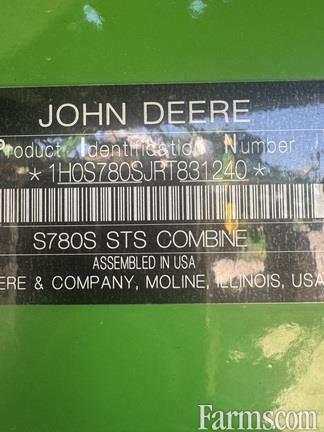 JOHN DEERE
Product Identification Number
*1H0S780SJRT831240*
S780S STS COMBINE
ASSEMBLED IN USA
ERE & COMPANY, MOLINE, ILLINOIS, USA
Farms.com®